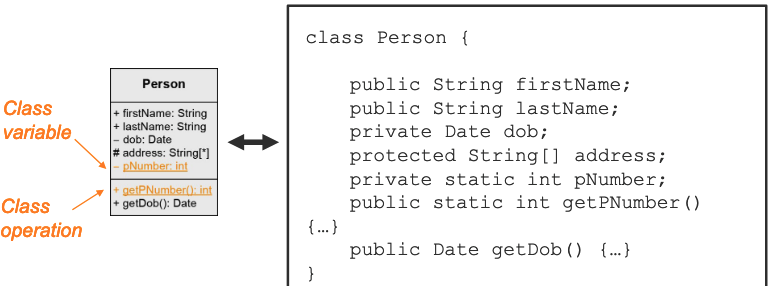 Class
variable
Class
operation
Person
+ firstName: String
+ lastName: String
– dob: Date
# address: String[*]
– pNumber: int
+ getPNumber(): int
+ getDob(): Date
class Person {
public String firstName;
public String lastName;
private Date dob;
protected String[] address;
private static int pNumber;
public static int getPNumber()
{…}
public Date getDob() {…}
}